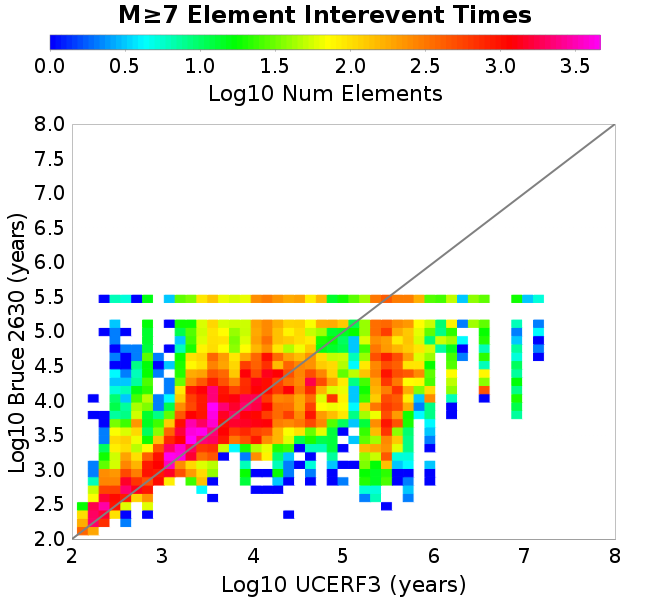 M≥7 Element Interevent Times
0.0 0.5 1.0 1.5 2.0 2.5 3.0 3.5
Log10 Num Elements
8.0
7.5
7.0
6.5
6.0
5.5
5.0
4.5
4.0
3.5
3.0
2.5
2.0
Log10 Bruce 2630 (years)
2 3 4 5 6 7 8
Log10 UCERF3 (years)